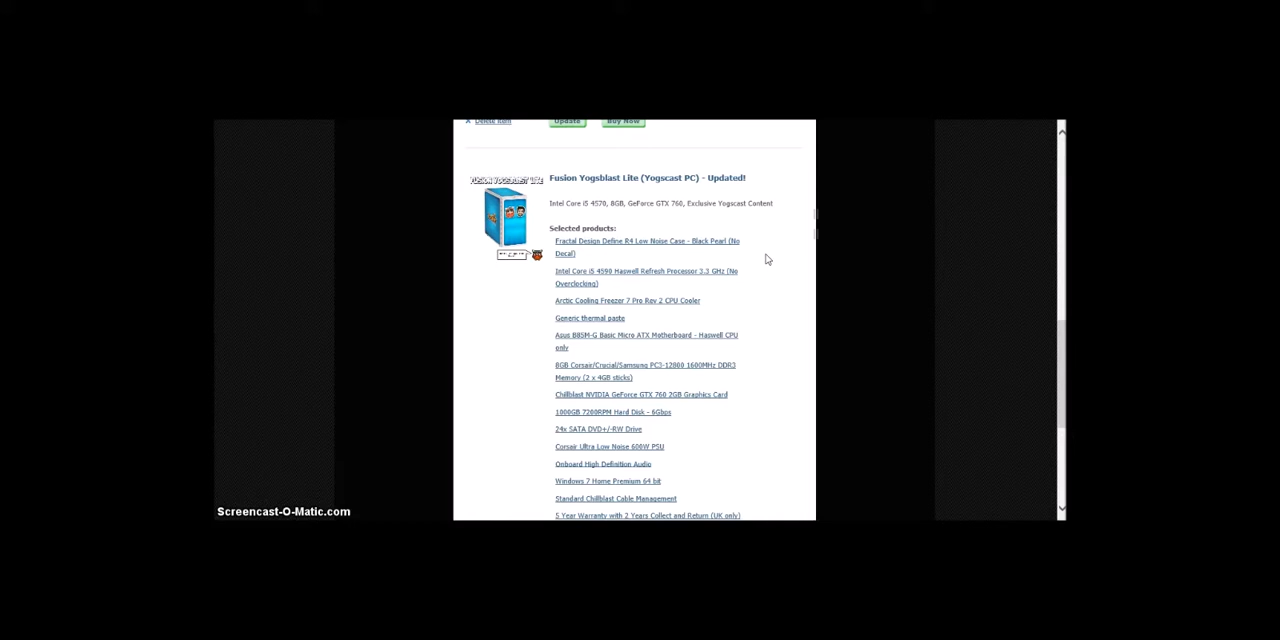 X Delete item Update Buy Now
FUSION YOGSBLAST LITE
Fusion Yogsblast Lite (Yogscast PC) - Updated!
Intel Core i5 4570, 8GB, GeForce GTX 760, Exclusive Yogscast Content
Selected products:
Fractal Design Define R4 Low Noise Case - Black Pearl (No
Decal)
Intel Core i5 4590 Haswell Refresh Processor 3.3 GHz (No
Overclocking)
Arctic Cooling Freezer 7 Pro Rev 2 CPU Cooler
Generic thermal paste
Asus B85M-G Basic Micro ATX Motherboard - Haswell CPU
only
8GB Corsair/Crucial/Samsung PC3-12800 1600MHz DDR3
Memory (2 x 4GB sticks)
Chillblast NVIDIA GeForce GTX 760 2GB Graphics Card
1000GB 7200RPM Hard Disk - 6Gbps
24x SATA DVD+/-RW Drive
Corsair Ultra Low Noise 600W PSU
Onboard High Definition Audio
Windows 7 Home Premium 64 bit
Standard Chillblast Cable Management
5 Year Warranty with 2 Years Collect and Return (UK only)
Screencast-O-Matic.com